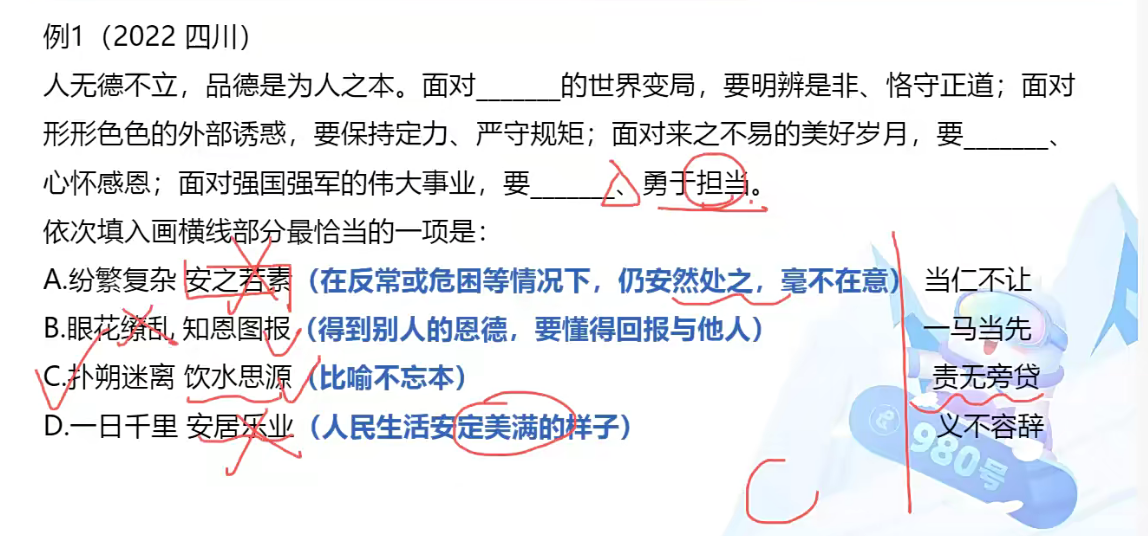 例1（2022 四川）
人无德不立，品德是为人之本。面对_______的世界变局，要明辨是非、恪守正道；面对
形形色色的外部诱惑，要保持定力、严守规矩；面对来之不易的美好岁月，要_______、
心怀感恩；面对强国强军的伟大事业，要_______、勇于担当。
依次填入画横线部分最恰当的一项是：
A.纷繁复杂 安之若素（在反常或危困等情况下，仍安然处之，毫不在意） 当仁不让
B.眼花缭乱 知恩图报（得到别人的恩德，要懂得回报与他人） 一马当先
C.扑朔迷离 饮水思源（比喻不忘本） 责无旁贷
D.一日千里 安居乐业（人民生活安定美满的样子） 义不容辞
980号